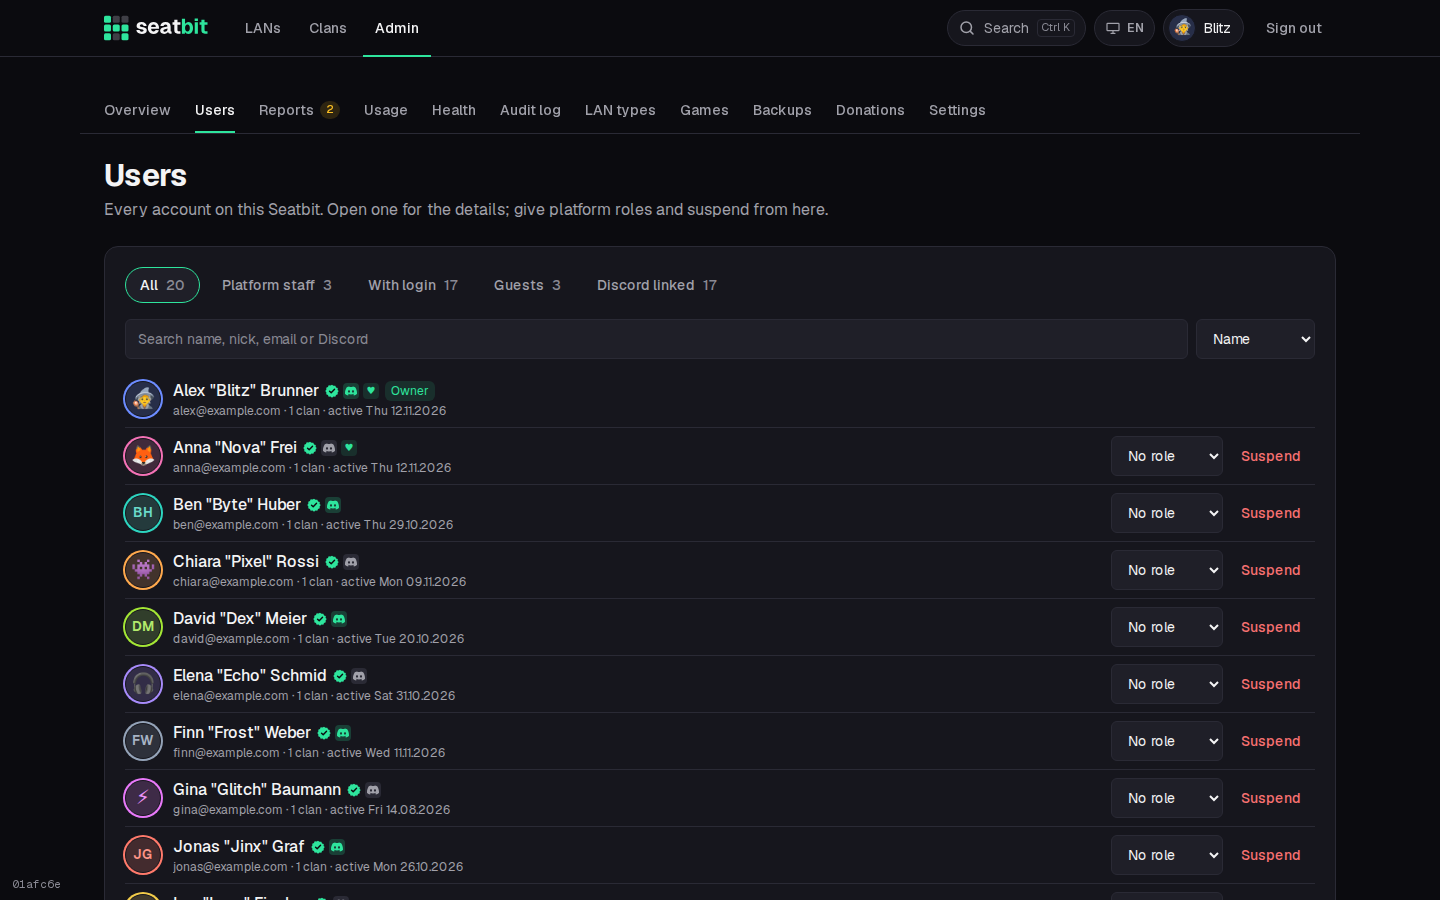 seatbit LANs Clans Admin Search Ctrl K EN Blitz Sign out
Overview Users Reports 2 Usage Health Audit log LAN types Games Backups Donations Settings
Users
Every account on this Seatbit. Open one for the details; give platform roles and suspend from here.
All 20 Platform staff 3 With login 17 Guests 3 Discord linked 17
Search name, nick, email or Discord Name
Alex "Blitz" Brunner Owner
alex@example.com · 1 clan · active Thu 12.11.2026
Anna "Nova" Frei
anna@example.com · 1 clan · active Thu 12.11.2026
No role Suspend
BH Ben "Byte" Huber
ben@example.com · 1 clan · active Thu 29.10.2026
No role Suspend
Chiara "Pixel" Rossi
chiara@example.com · 1 clan · active Mon 09.11.2026
No role Suspend
DM David "Dex" Meier
david@example.com · 1 clan · active Tue 20.10.2026
No role Suspend
Elena "Echo" Schmid
elena@example.com · 1 clan · active Sat 31.10.2026
No role Suspend
FW Finn "Frost" Weber
finn@example.com · 1 clan · active Wed 11.11.2026
No role Suspend
Gina "Glitch" Baumann
gina@example.com · 1 clan · active Fri 14.08.2026
No role Suspend
JG Jonas "Jinx" Graf
jonas@example.com · 1 clan · active Mon 26.10.2026
No role Suspend
01afc6e